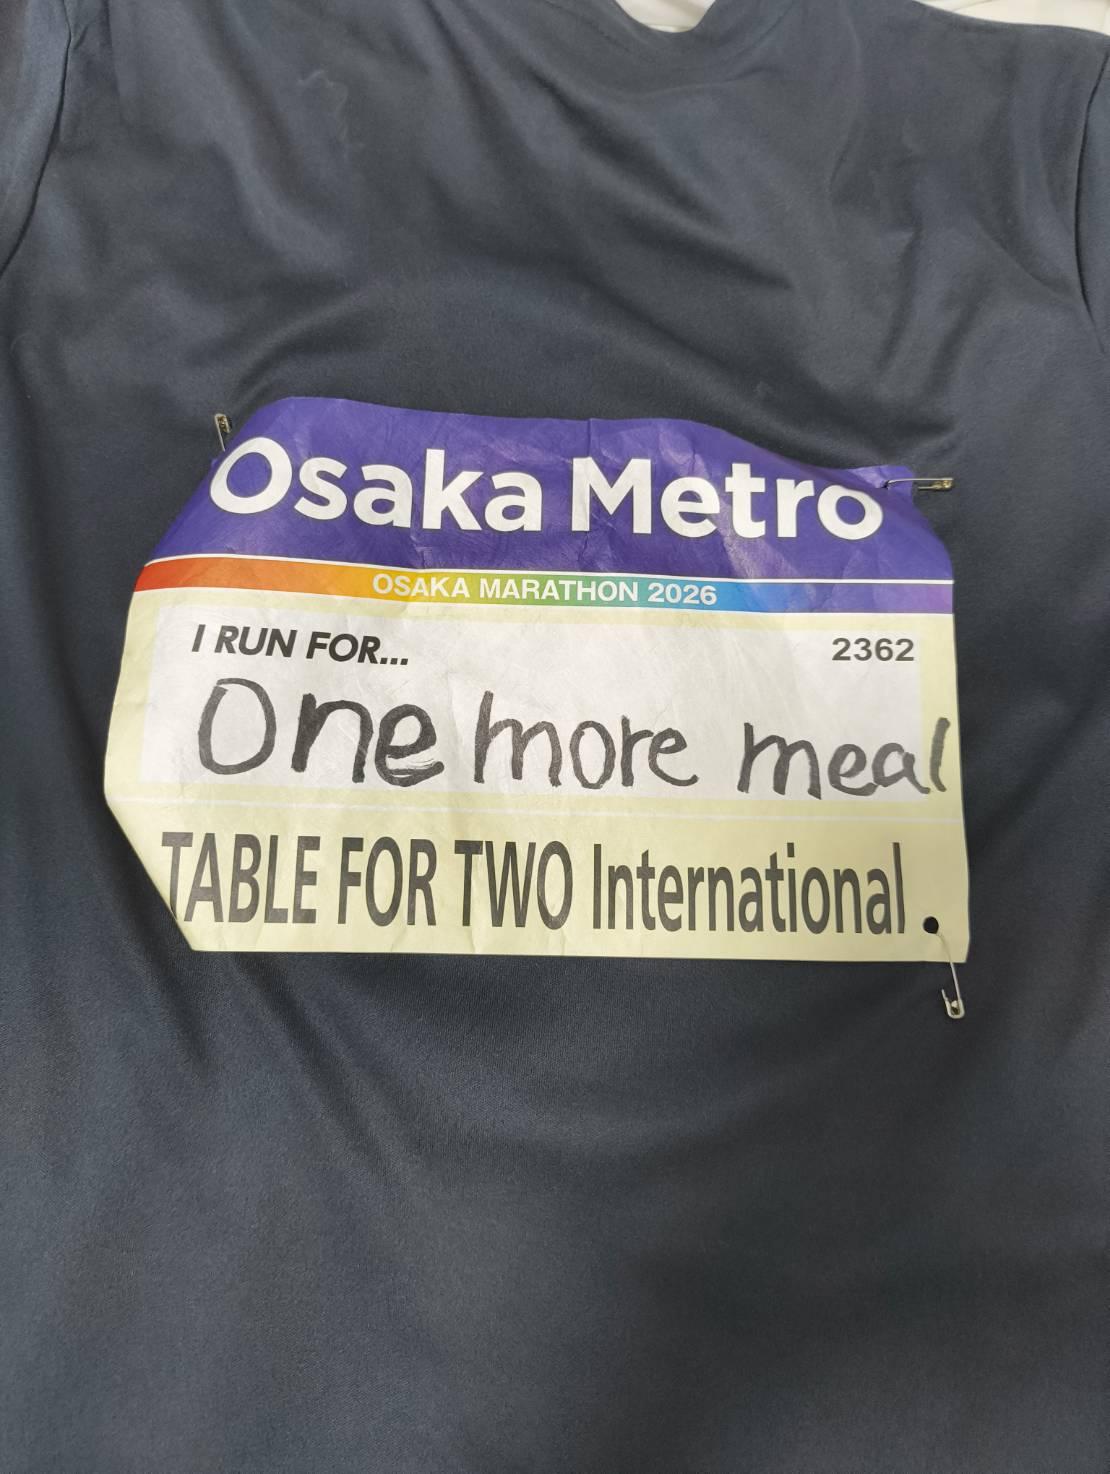 Osaka Metro
OSAKA MARATHON 2026
I RUN FOR... 2362
One more meal
TABLE FOR TWO International